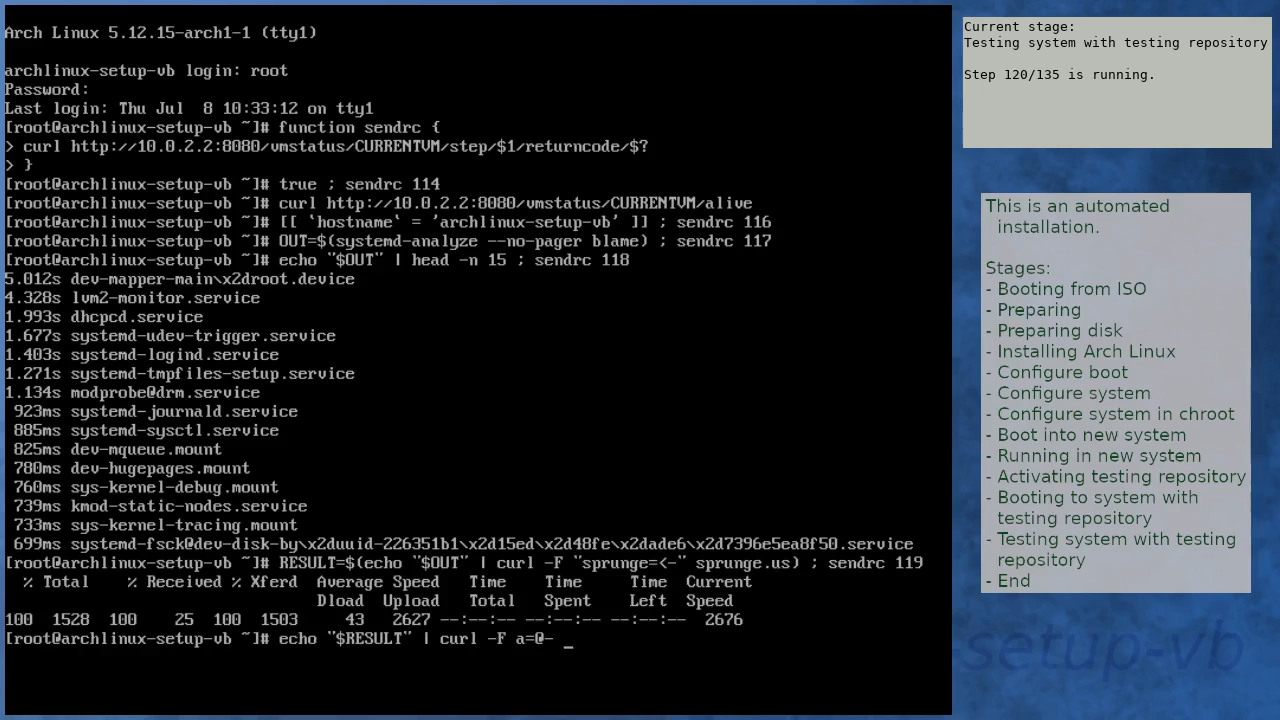 Arch Linux 5.12.15-arch1-1 (tty1)
archlinux-setup-vb login: root
Password:
Last login: Thu Jul  8 10:33:12 on tty1
[root@archlinux-setup-vb ~]# function sendrc {
> curl http://10.0.2.2:8080/vmstatus/CURRENTVM/step/$1/returncode/$?
> }
[root@archlinux-setup-vb ~]# true ; sendrc 114
[root@archlinux-setup-vb ~]# curl http://10.0.2.2:8080/vmstatus/CURRENTVM/alive
[root@archlinux-setup-vb ~]# [[ `hostname` = 'archlinux-setup-vb' ]] ; sendrc 116
[root@archlinux-setup-vb ~]# OUT=$(systemd-analyze --no-pager blame) ; sendrc 117
[root@archlinux-setup-vb ~]# echo "$OUT" | head -n 15 ; sendrc 118
5.012s dev-mapper-main\x2droot.device
4.328s lvm2-monitor.service
1.993s dhcpcd.service
1.677s systemd-udev-trigger.service
1.403s systemd-logind.service
1.271s systemd-tmpfiles-setup.service
1.134s modprobe@drm.service
923ms systemd-journald.service
885ms systemd-sysctl.service
825ms dev-mqueue.mount
780ms dev-hugepages.mount
760ms sys-kernel-debug.mount
739ms kmod-static-nodes.service
733ms sys-kernel-tracing.mount
699ms systemd-fsck@dev-disk-by\x2duuid-226351b1\x2d15ed\x2d48fe\x2dade6\x2d7396e5ea8f50.service
[root@archlinux-setup-vb ~]# RESULT=$(echo "$OUT" | curl -F "sprunge=<-" sprunge.us) ; sendrc 119
% Total    % Received % Xferd  Average Speed   Time    Time     Time  Current
Dload  Upload   Total   Spent    Left  Speed
100  1528  100    25  100  1503     43   2627 --:--:-- --:--:-- --:--:--  2676
[root@archlinux-setup-vb ~]# echo "$RESULT" | curl -F a=@- _
Current stage:
Testing system with testing repository
Step 120/135 is running.
This is an automated
installation.
Stages:
- Booting from ISO
- Preparing
- Preparing disk
- Installing Arch Linux
- Configure boot
- Configure system
- Configure system in chroot
- Boot into new system
- Running in new system
- Activating testing repository
- Booting to system with
testing repository
- Testing system with testing
repository
- End
setup-vb